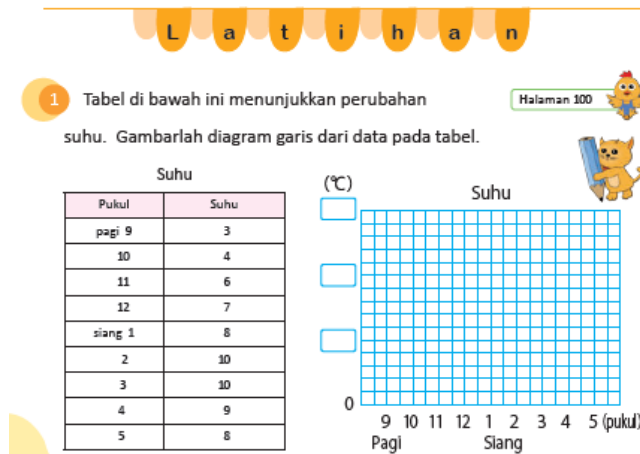 Latihan
1 Tabel di bawah ini menunjukkan perubahan
Halaman 100
suhu. Gambarlah diagram garis dari data pada tabel.
Suhu
Pukul Suhu
pagi 9 3
10 4
11 6
12 7
siang 1 8
2 10
3 10
4 9
5 8
(℃)
Suhu
0
9 10 11 12 1 2 3 4 5 (pukul)
Pagi Siang